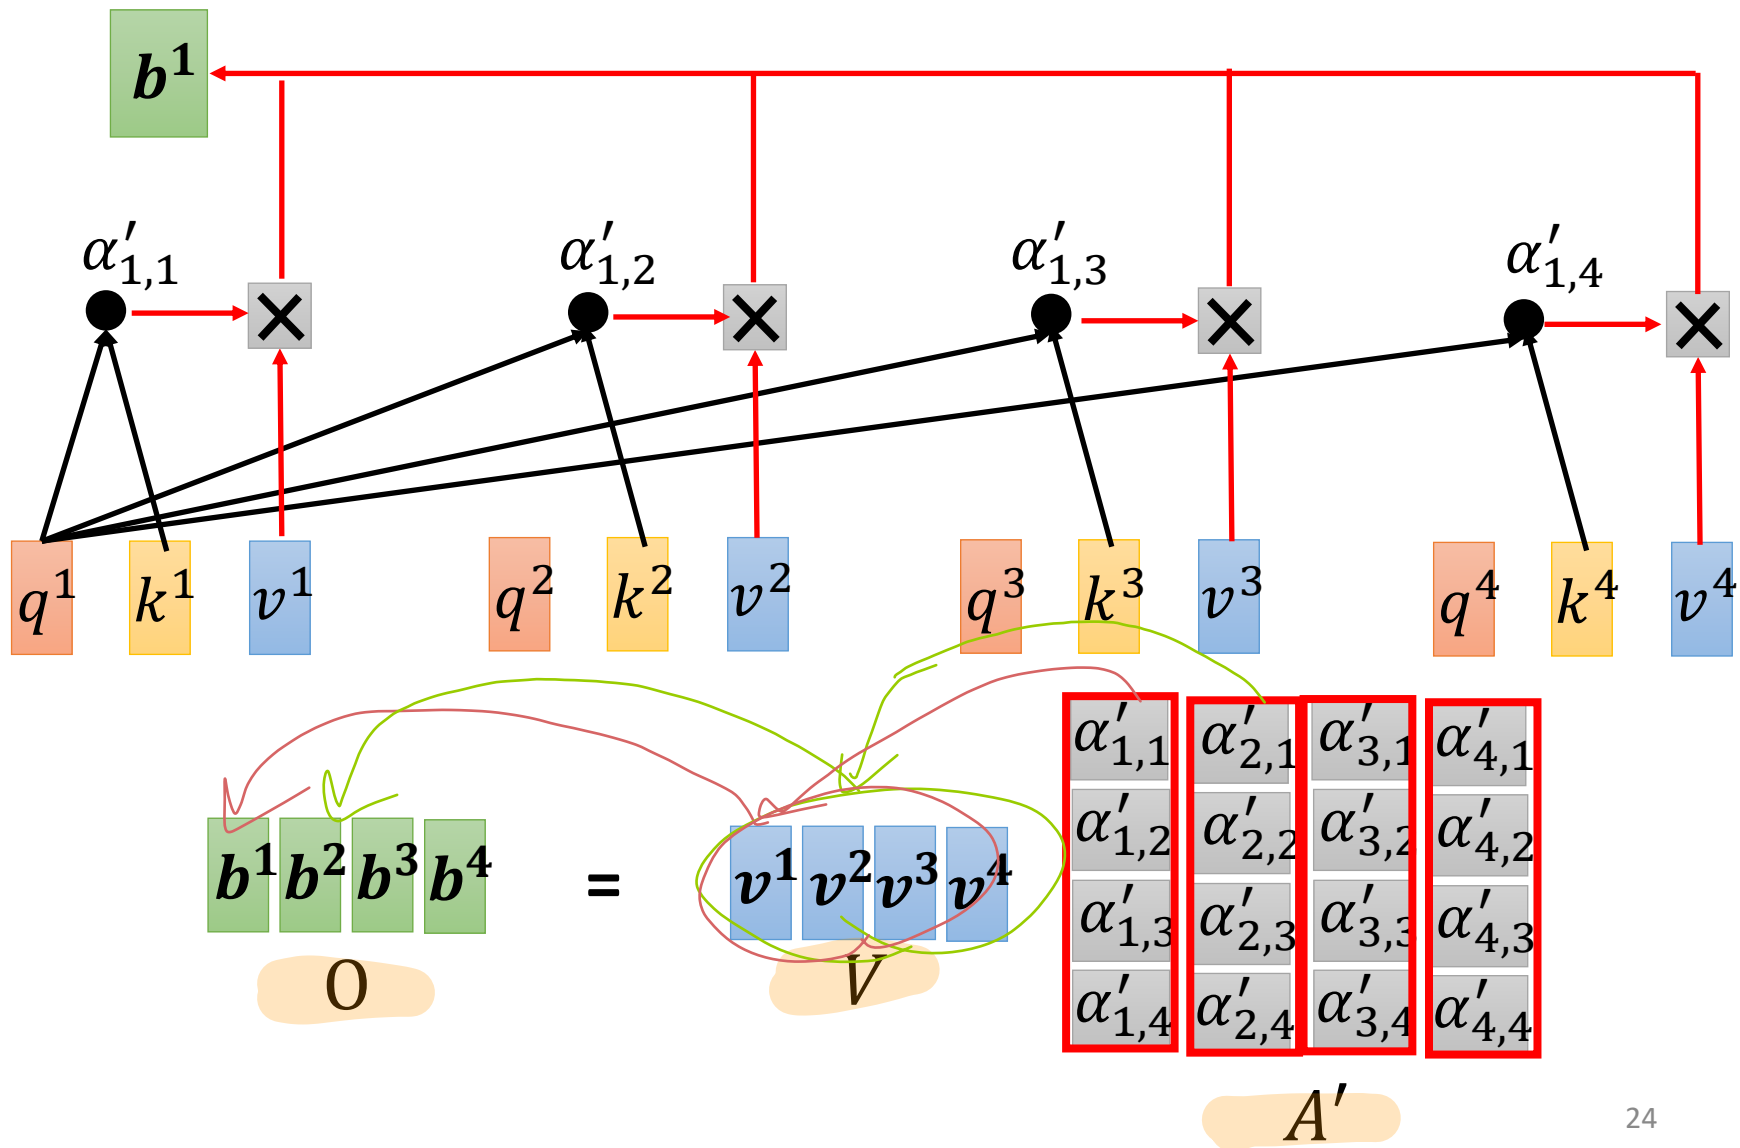 b¹
α′₁,₁ α′₁,₂ α′₁,₃ α′₁,₄
× × × ×
q¹ k¹ v¹ q² k² v² q³ k³ v³ q⁴ k⁴ v⁴
b¹ b² b³ b⁴ = v¹ v² v³ v⁴
α′₁,₁ α′₂,₁ α′₃,₁ α′₄,₁
α′₁,₂ α′₂,₂ α′₃,₂ α′₄,₂
α′₁,₃ α′₂,₃ α′₃,₃ α′₄,₃
α′₁,₄ α′₂,₄ α′₃,₄ α′₄,₄
O V
A′
24